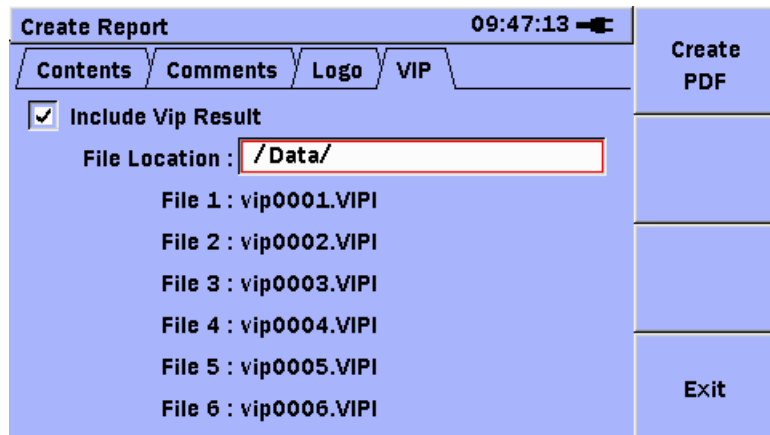 Create Report 09:47:13
Create
PDF
Contents Comments Logo VIP
Include Vip Result
File Location : /Data/
File 1 : vip0001.VIPI
File 2 : vip0002.VIPI
File 3 : vip0003.VIPI
File 4 : vip0004.VIPI
File 5 : vip0005.VIPI
File 6 : vip0006.VIPI
Exit